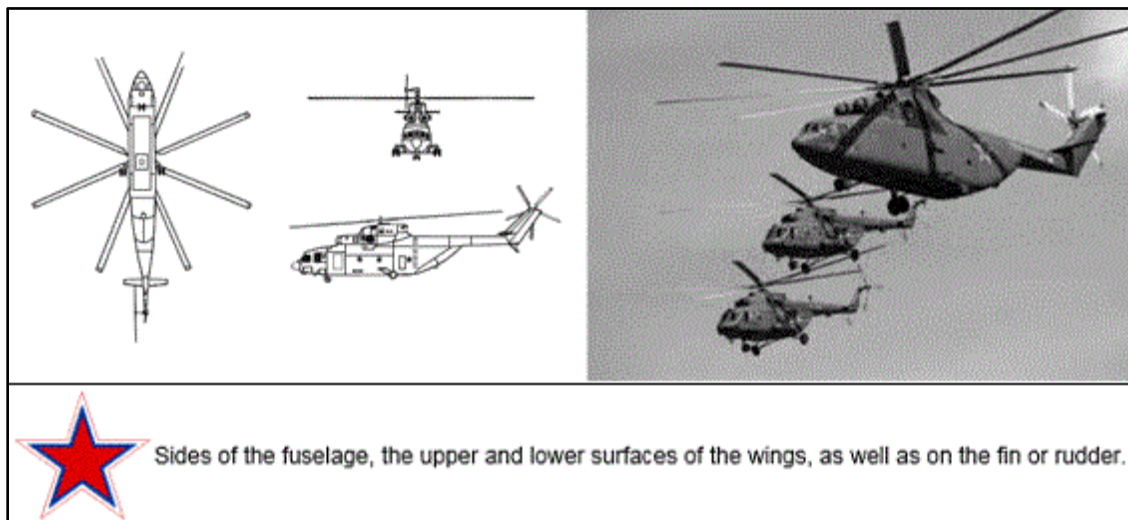 Sides of the fuselage, the upper and lower surfaces of the wings, as well as on the fin or rudder.